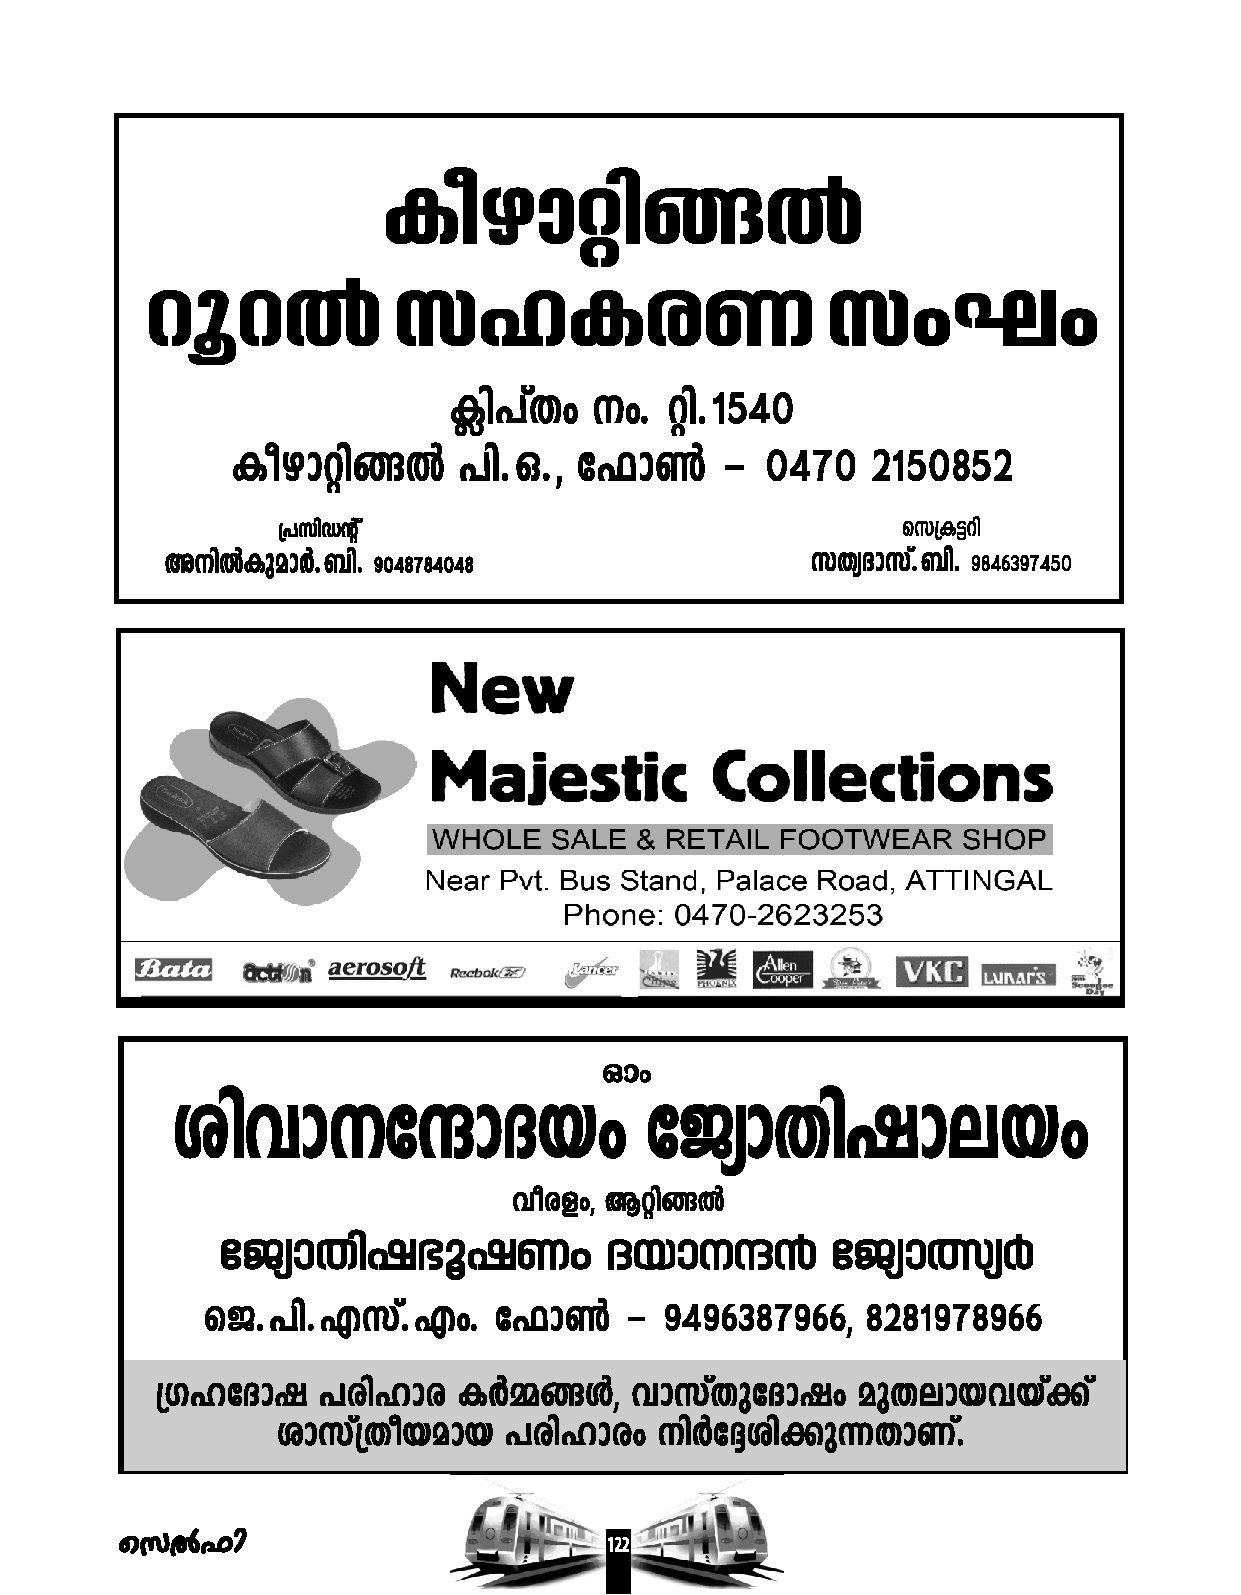 കീഴാറ്റിങ്ങൽ
റൂറൽ സഹകരണ സംഘം
ക്ലിപ്തം നം. റ്റി.1540
കീഴാറ്റിങ്ങൽ പി.ഒ., ഫോൺ – 0470 2150852
പ്രസിഡന്റ്
അനിൽകുമാർ.ബി. 9048784048
സെക്രട്ടറി
സത്യദാസ്.ബി. 9846397450
New
Majestic Collections
WHOLE SALE & RETAIL FOOTWEAR SHOP
Near Pvt. Bus Stand, Palace Road, ATTINGAL
Phone: 0470-2623253
Bata action aerosoft Reebok Lancer PHOENIX Allen Cooper VKC LUNAR'S Scoobee Day
ഓം
ശിവാനന്ദോദയം ജ്യോതിഷാലയം
വീരളം, ആറ്റിങ്ങൽ
ജ്യോതിഷഭൂഷണം ദയാനന്ദൻ ജ്യോത്സ്യർ
ജെ.പി.എസ്.എം. ഫോൺ – 9496387966, 8281978966
ഗ്രഹദോഷ പരിഹാര കർമ്മങ്ങൾ, വാസ്തുദോഷം മുതലായവയ്ക്ക്
ശാസ്ത്രീയമായ പരിഹാരം നിർദ്ദേശിക്കുന്നതാണ്.
സെൽഫി
122